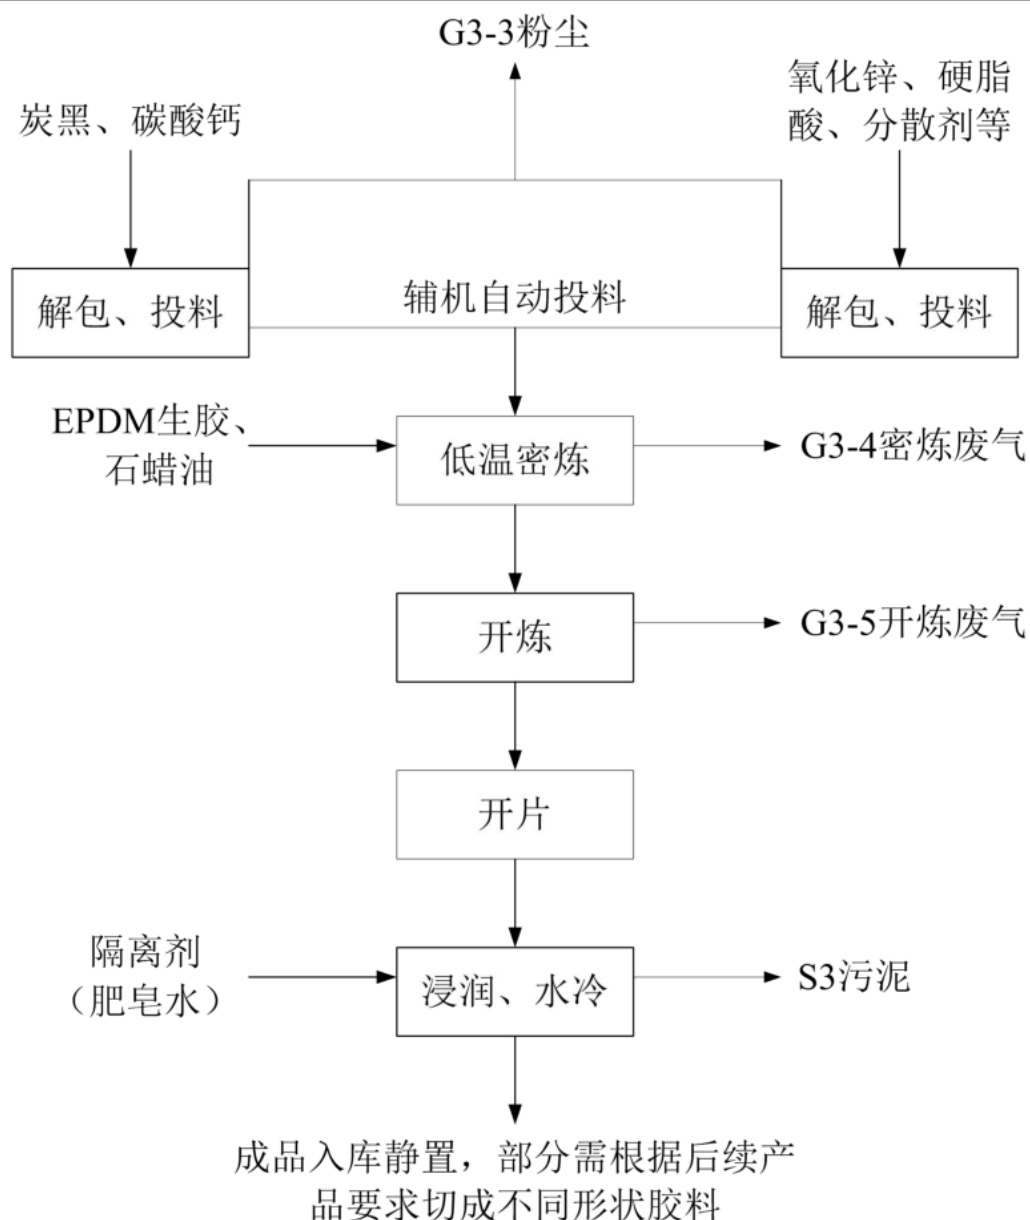 G3-3粉尘
炭黑、碳酸钙
氧化锌、硬脂
酸、分散剂等
解包、投料
辅机自动投料
解包、投料
EPDM生胶、
石蜡油
低温密炼
G3-4密炼废气
开炼
G3-5开炼废气
开片
隔离剂
（肥皂水）
浸润、水冷
S3污泥
成品入库静置，部分需根据后续产
品要求切成不同形状胶料